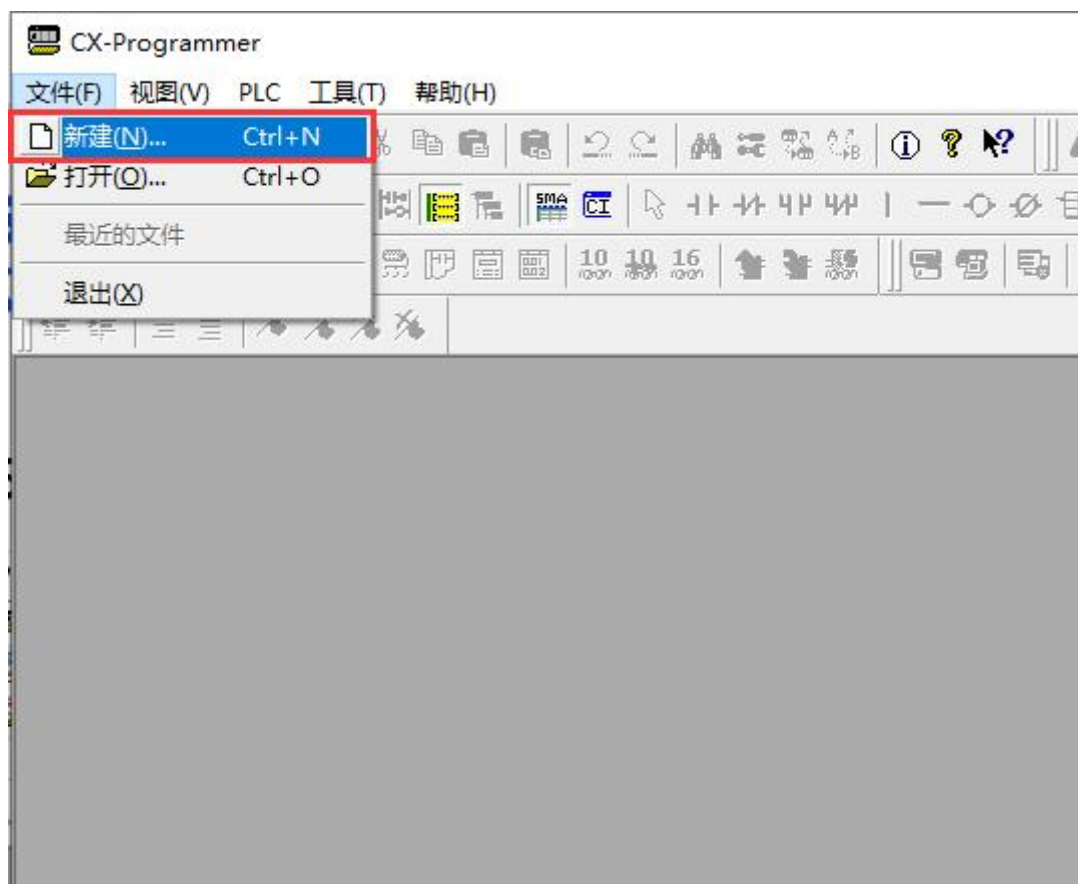 CX-Programmer
文件(F) 视图(V) PLC 工具(T) 帮助(H)
新建(N)... Ctrl+N
打开(O)... Ctrl+O
SMA CI
最近的文件
10 10 16
退出(X)